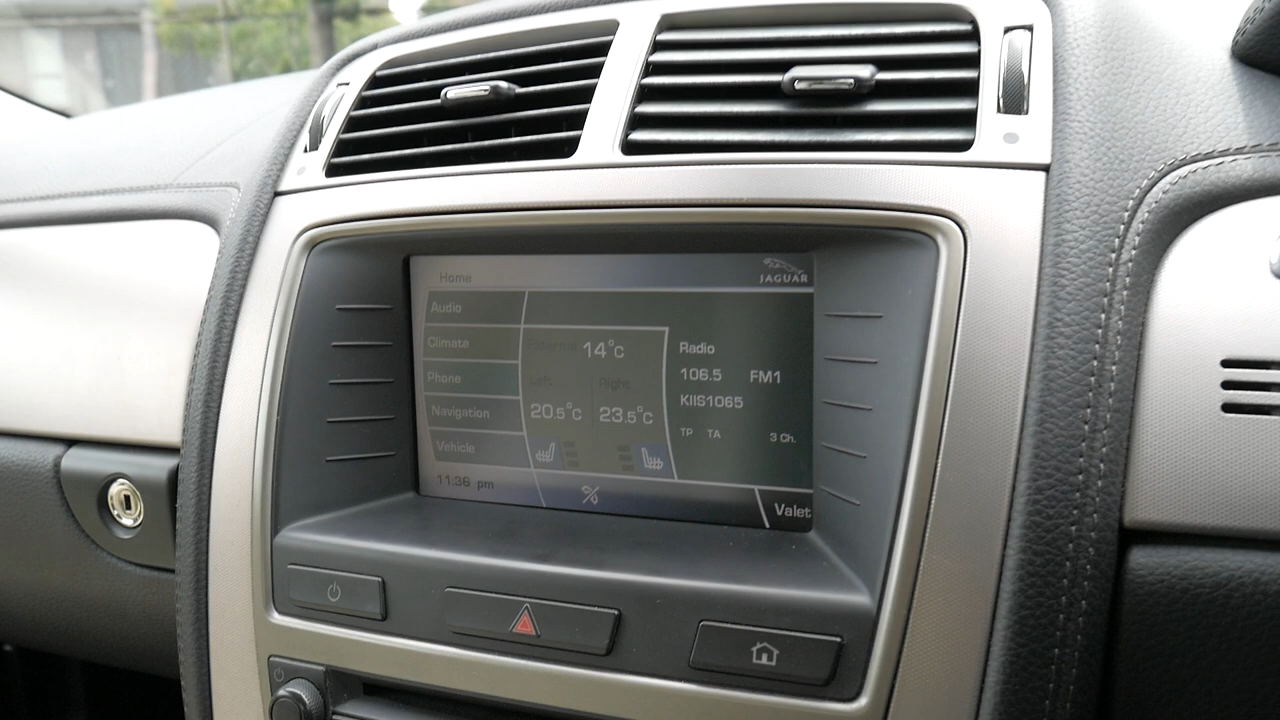 Home
JAGUAR
Audio
Climate
Phone
Navigation
Vehicle
External 14°C
Left Right
20.5°C 23.5°C
Radio
106.5 FM1
KIIS1065
TP TA 3 Ch.
11:36 pm
Valet